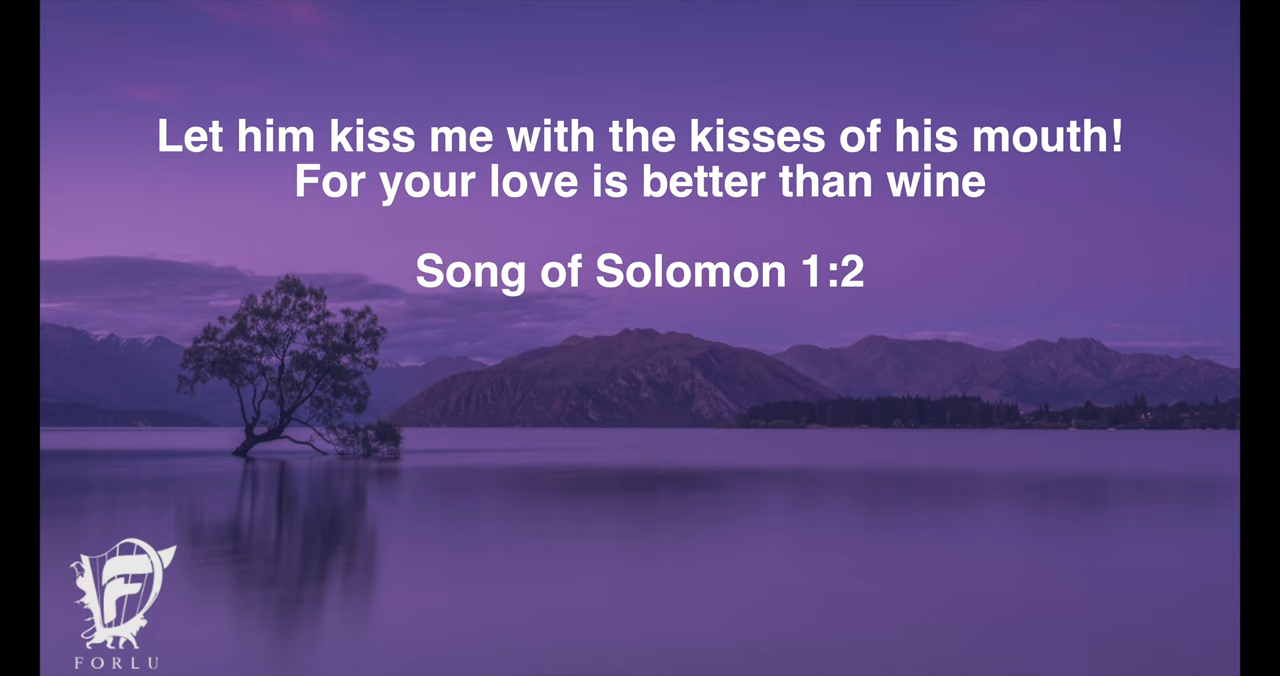 Let him kiss me with the kisses of his mouth!
For your love is better than wine
Song of Solomon 1:2
FORLU